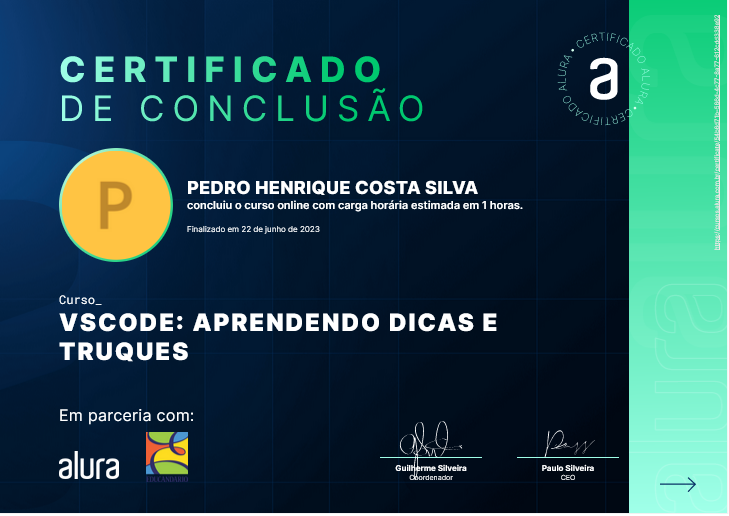 CERTIFICADO
DE CONCLUSÃO
CERTIFICADO ALURA • CERTIFICADO ALURA •
a
P
PEDRO HENRIQUE COSTA SILVA
concluiu o curso online com carga horária estimada em 1 horas.
Finalizado em 22 de junho de 2023
Curso_
VSCODE: APRENDENDO DICAS E
TRUQUES
Em parceria com:
alura
EDUCANDÁRIO
Guilherme Silveira
Coordenador
Paulo Silveira
CEO
alura